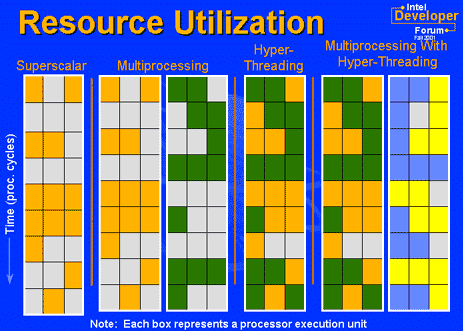 Resource Utilization
Intel
Developer
Forum
Fall 2001
Superscalar
Multiprocessing
Hyper-
Threading
Multiprocessing With
Hyper-Threading
Time (proc. cycles)
Note: Each box represents a processor execution unit